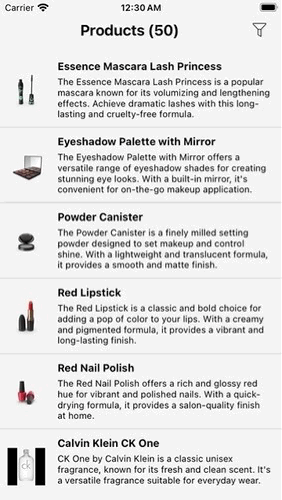 Carrier 12:30 AM
Products (50)
Essence Mascara Lash Princess
The Essence Mascara Lash Princess is a popular
mascara known for its volumizing and lengthening
effects. Achieve dramatic lashes with this long-
lasting and cruelty-free formula.
Eyeshadow Palette with Mirror
The Eyeshadow Palette with Mirror offers a
versatile range of eyeshadow shades for creating
stunning eye looks. With a built-in mirror, it's
convenient for on-the-go makeup application.
Powder Canister
The Powder Canister is a finely milled setting
powder designed to set makeup and control
shine. With a lightweight and translucent formula,
it provides a smooth and matte finish.
Red Lipstick
The Red Lipstick is a classic and bold choice for
adding a pop of color to your lips. With a creamy
and pigmented formula, it provides a vibrant and
long-lasting finish.
Red Nail Polish
The Red Nail Polish offers a rich and glossy red
hue for vibrant and polished nails. With a quick-
drying formula, it provides a salon-quality finish
at home.
Calvin Klein CK One
CK One by Calvin Klein is a classic unisex
fragrance, known for its fresh and clean scent. It's
a versatile fragrance suitable for everyday wear.
CK